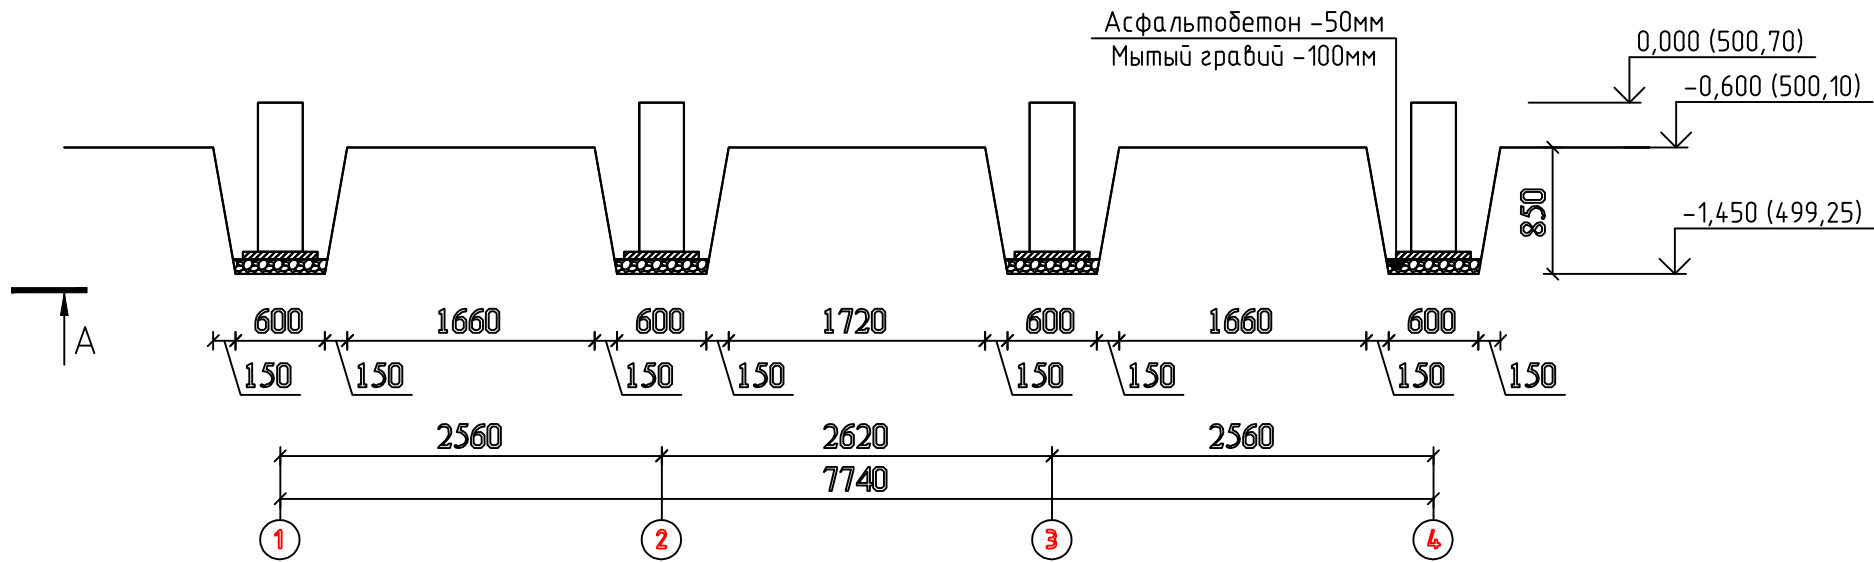 Асфальтобетон -50мм
Мытый гравий -100мм
0,000 (500,70)
-0,600 (500,10)
-1,450 (499,25)
850
А
600 1660 600 1720 600 1660 600
150 150 150 150 150 150 150 150
2560 2620 2560
7740
1 2 3 4